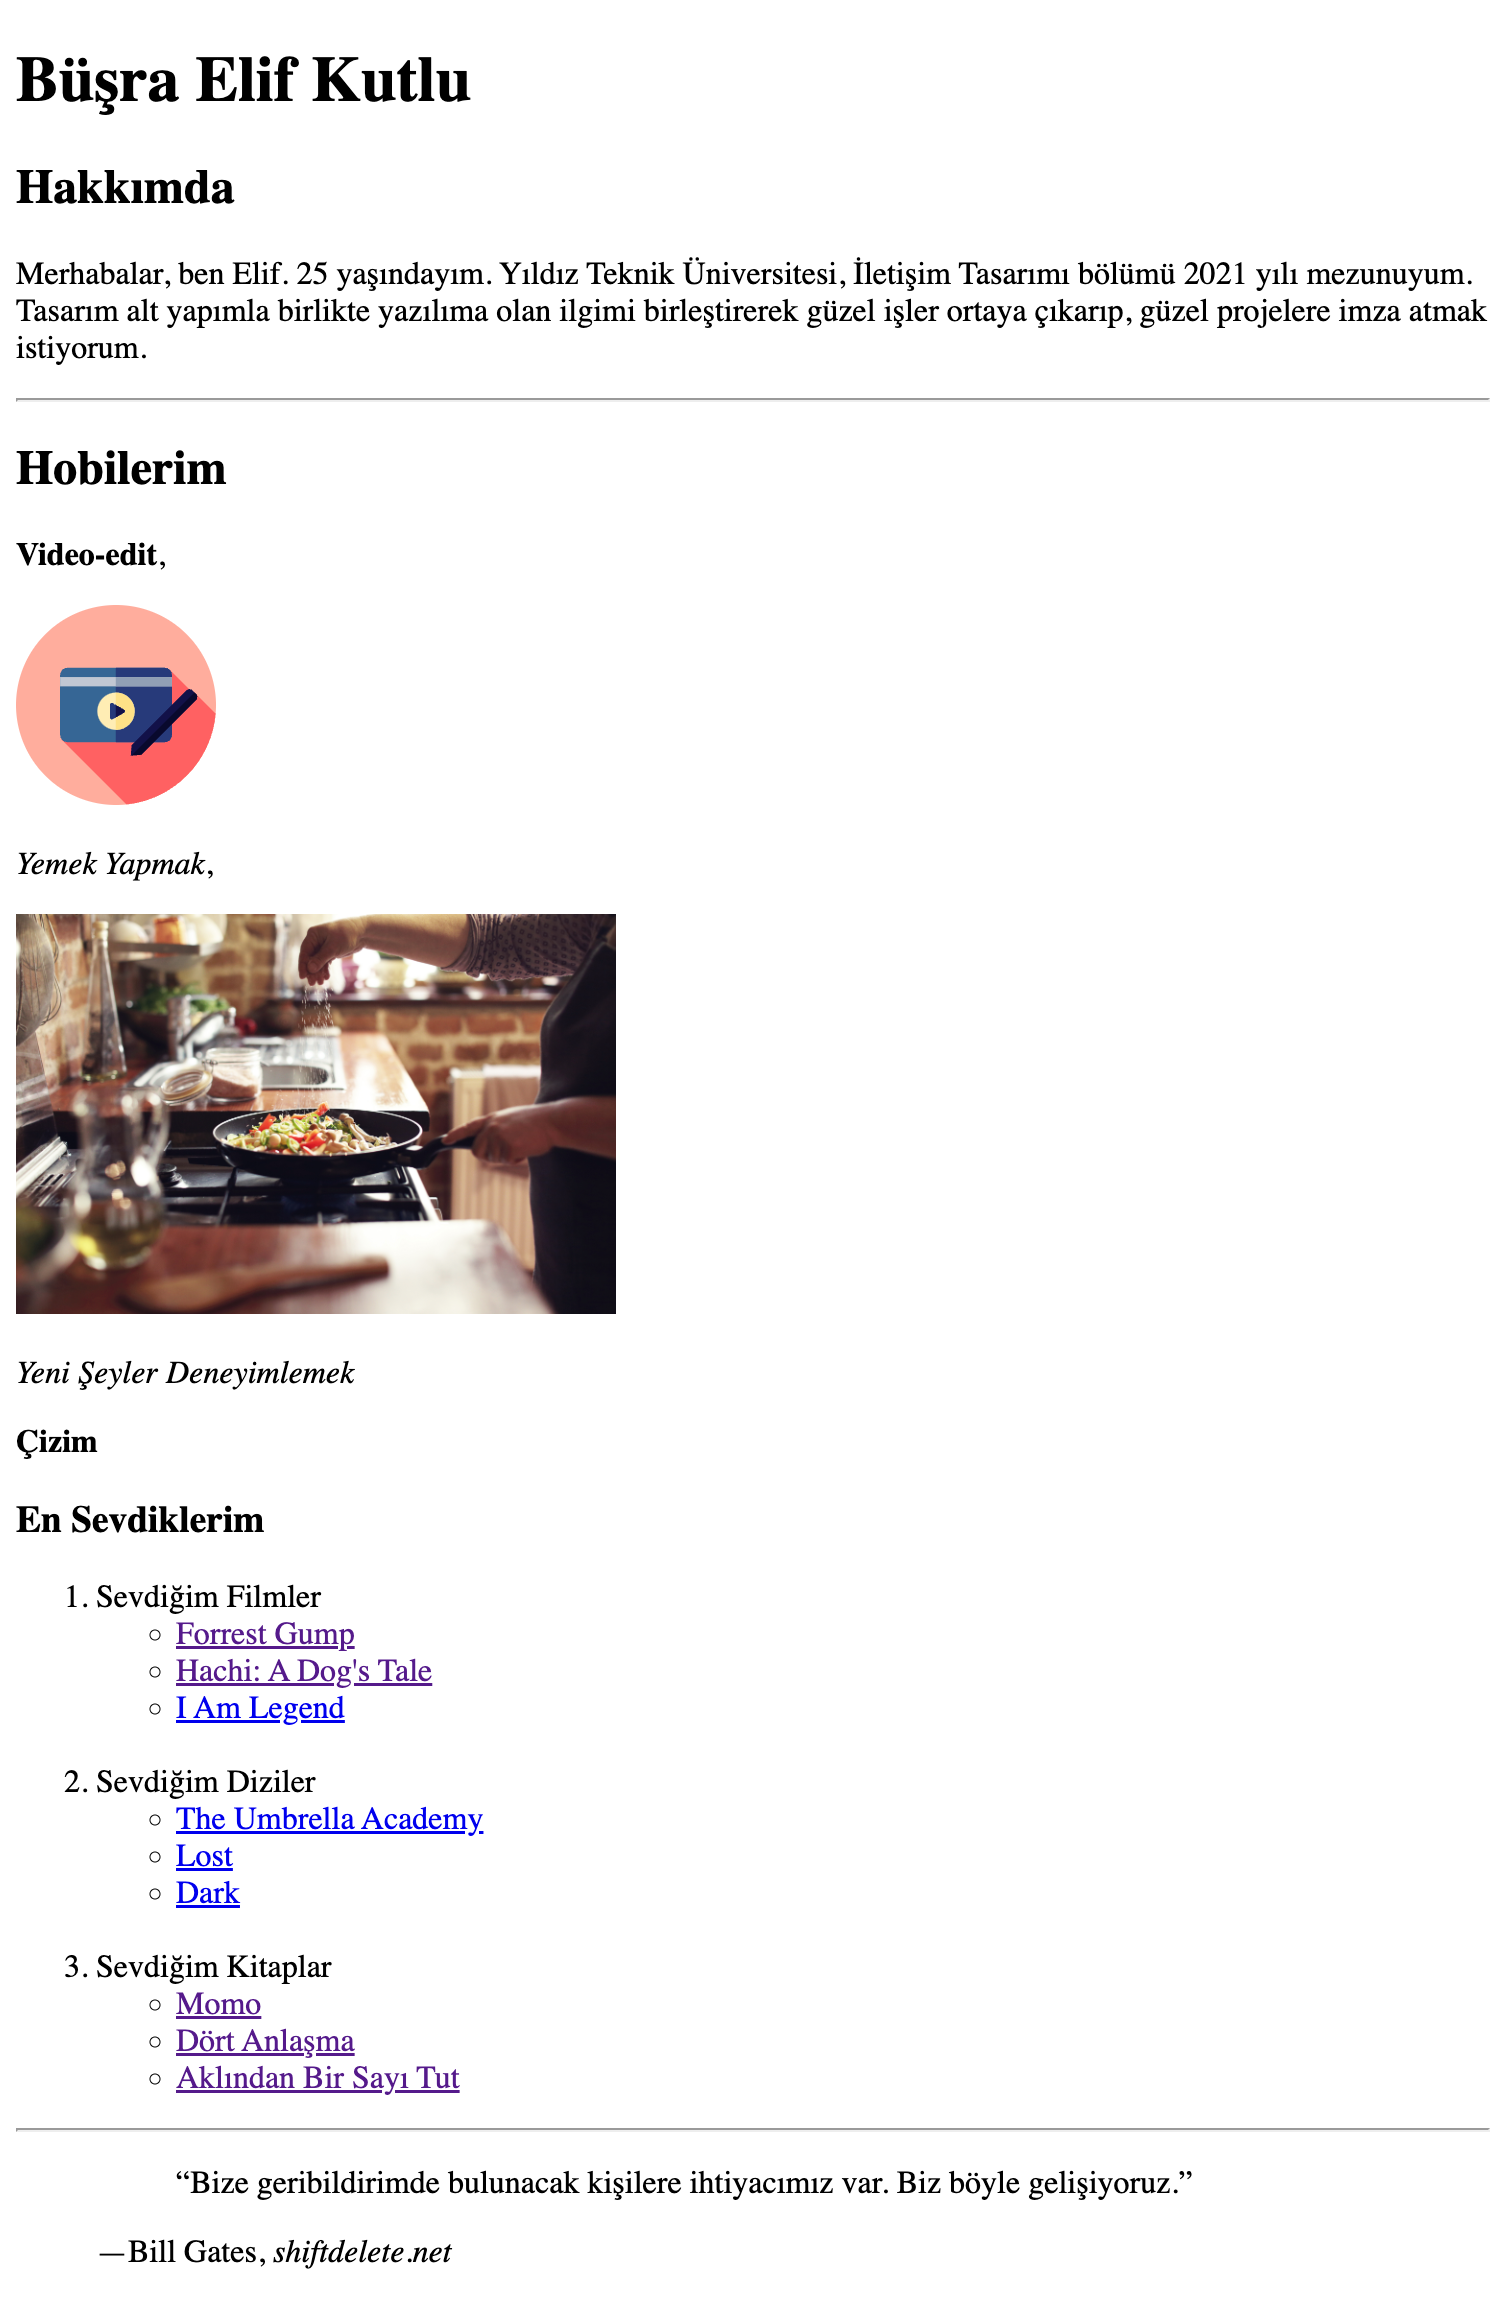 Büşra Elif Kutlu
Hakkımda
Merhabalar, ben Elif. 25 yaşındayım. Yıldız Teknik Üniversitesi, İletişim Tasarımı bölümü 2021 yılı mezunuyum.
Tasarım alt yapımla birlikte yazılıma olan ilgimi birleştirerek güzel işler ortaya çıkarıp, güzel projelere imza atmak
istiyorum.
Hobilerim
Video-edit,
Yemek Yapmak,
Yeni Şeyler Deneyimlemek
Çizim
En Sevdiklerim
1. Sevdiğim Filmler
Forrest Gump
Hachi: A Dog's Tale
I Am Legend
2. Sevdiğim Diziler
The Umbrella Academy
Lost
Dark
3. Sevdiğim Kitaplar
Momo
Dört Anlaşma
Aklından Bir Sayı Tut
“Bize geribildirimde bulunacak kişilere ihtiyacımız var. Biz böyle gelişiyoruz.”
—Bill Gates, shiftdelete.net